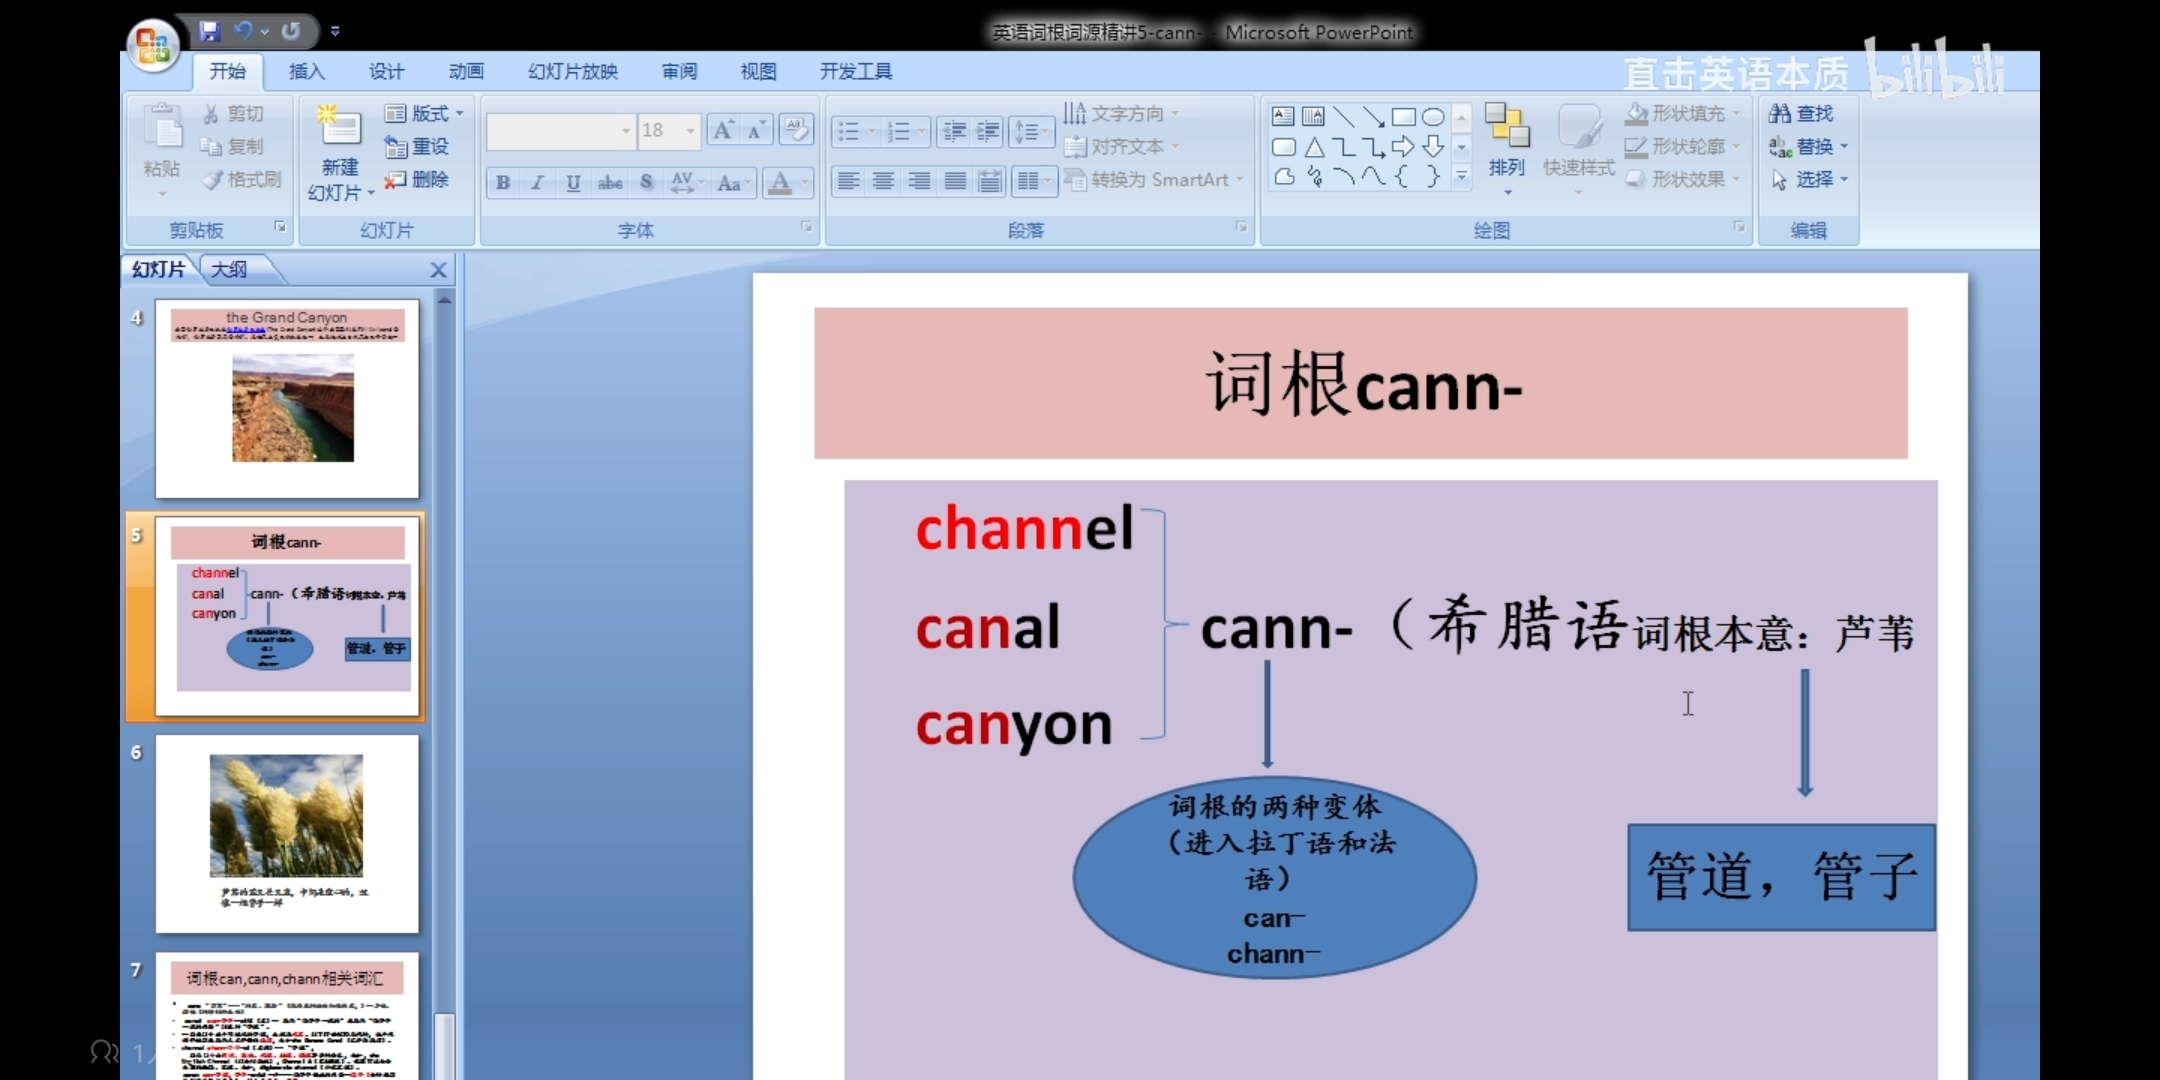 英语词根词源精讲5-cann- - Microsoft PowerPoint
直击英语本质 bilibili
开始 插入 设计 动画 幻灯片放映 审阅 视图 开发工具
粘贴 剪切 复制 格式刷
剪贴板
新建幻灯片 版式 重设 删除
幻灯片
18
字体
文字方向
对齐文本
转换为 SmartArt
段落
排列 快速样式 形状填充 形状轮廓 形状效果
绘图
查找
替换
选择
编辑
幻灯片 大纲
4
the Grand Canyon
5
词根cann-
channel
canal
canyon
cann-（希腊语词根本意：芦苇
管道，管子
6
7
词根can,cann,chann相关词汇
词根cann-
channel
canal
canyon
cann-（希腊语词根本意：芦苇
词根的两种变体
（进入拉丁语和法
语）
can-
chann-
管道，管子